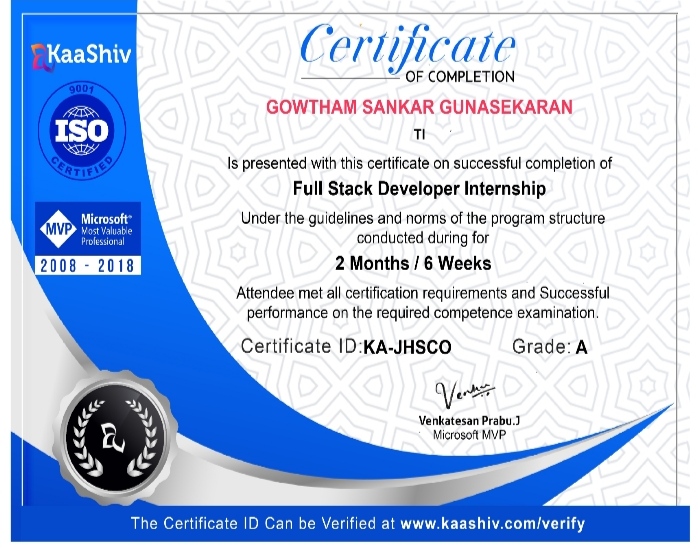 KaaShiv
9001
ISO
CERTIFIED
MVP
Microsoft®
Most Valuable
Professional
2008 - 2018
Certificate
OF COMPLETION
GOWTHAM SANKAR GUNASEKARAN
TI
Is presented with this certificate on successful completion of
Full Stack Developer Internship
Under the guidelines and norms of the program structure
conducted during for
2 Months / 6 Weeks
Attendee met all certification requirements and Successful
performance on the required competence examination.
Certificate ID:KA-JHSCO Grade: A
Venkatesan Prabu.J
Microsoft MVP
The Certificate ID Can be Verified at www.kaashiv.com/verify